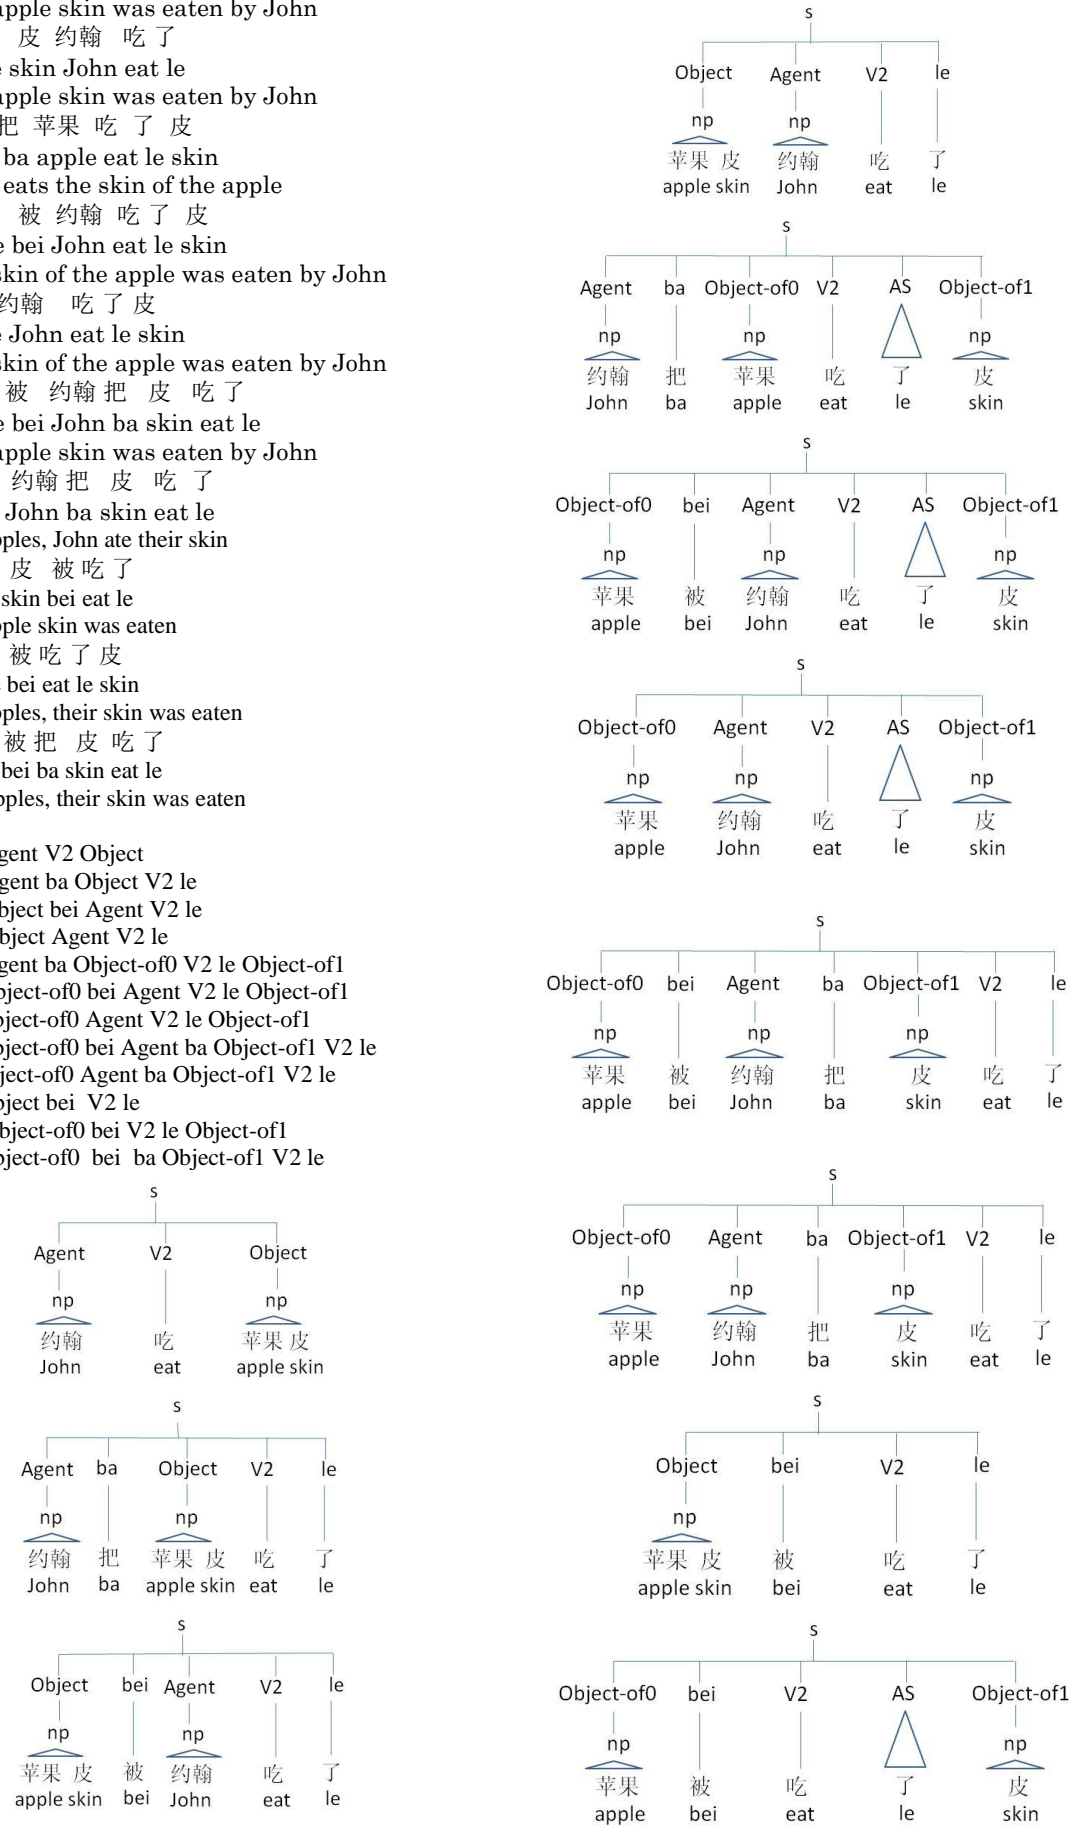 apple skin was eaten by John
皮 约翰 吃 了
skin John eat le
apple skin was eaten by John
把 苹果 吃 了 皮
ba apple eat le skin
eats the skin of the apple
被 约翰 吃 了 皮
bei John eat le skin
skin of the apple was eaten by John
约翰 吃 了 皮
John eat le skin
skin of the apple was eaten by John
被 约翰 把 皮 吃 了
bei John ba skin eat le
apple skin was eaten by John
约翰 把 皮 吃 了
John ba skin eat le
John ate their skin
皮 被 吃 了
skin bei eat le
skin was eaten
被 吃 了 皮
bei eat le skin
their skin was eaten
被 把 皮 吃 了
bei ba skin eat le
their skin was eaten
V2 Object
ba Object V2 le
bei Agent V2 le
Agent V2 le
ba Object-of0 V2 le Object-of1
bei Agent V2 le Object-of1
Agent V2 le Object-of1
bei Agent ba Object-of1 V2 le
Agent ba Object-of1 V2 le
bei V2 le
bei V2 le Object-of1
bei ba Object-of1 V2 le
s
Agent V2 Object
np np
约翰 吃 苹果 皮
John eat apple skin
s
Agent ba Object V2 le
np np
约翰 把 苹果 皮 吃 了
John ba apple skin eat le
s
Object bei Agent V2 le
np np
苹果 皮 被 约翰 吃 了
apple skin bei John eat le
s
Object Agent V2 le
np np
苹果 皮 约翰 吃 了
apple skin John eat le
s
Agent ba Object-of0 V2 AS Object-of1
np np np
约翰 把 苹果 吃 了 皮
John ba apple eat le skin
s
Object-of0 bei Agent V2 AS Object-of1
np np np
苹果 被 约翰 吃 了 皮
apple bei John eat le skin
s
Object-of0 Agent V2 AS Object-of1
np np np
苹果 约翰 吃 了 皮
apple John eat le skin
s
Object-of0 bei Agent ba Object-of1 V2 le
np np np
苹果 被 约翰 把 皮 吃 了
apple bei John ba skin eat le
s
Object-of0 Agent ba Object-of1 V2 le
np np np
苹果 约翰 把 皮 吃 了
apple John ba skin eat le
s
Object bei V2 le
np
苹果 皮 被 吃 了
apple skin bei eat le
s
Object-of0 bei V2 AS Object-of1
np np
苹果 被 吃 了 皮
apple bei eat le skin